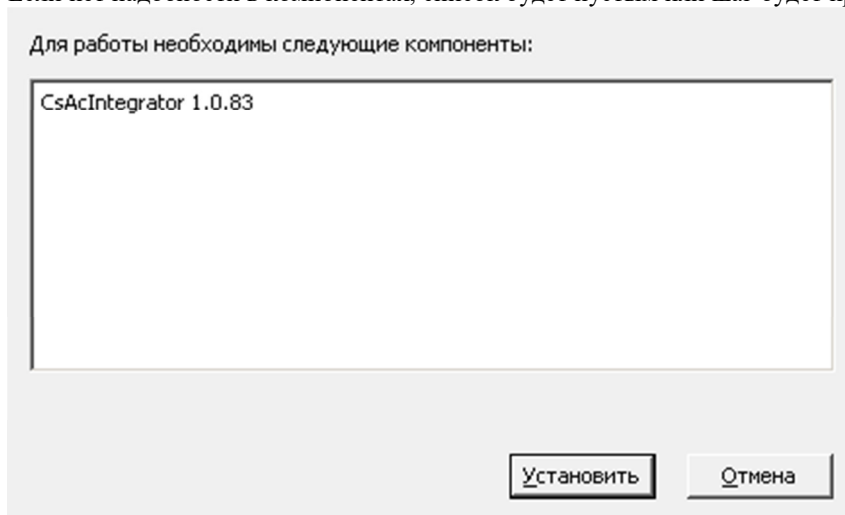 Для работы необходимы следующие компоненты:
CsAcIntegrator 1.0.83
Установить Отмена